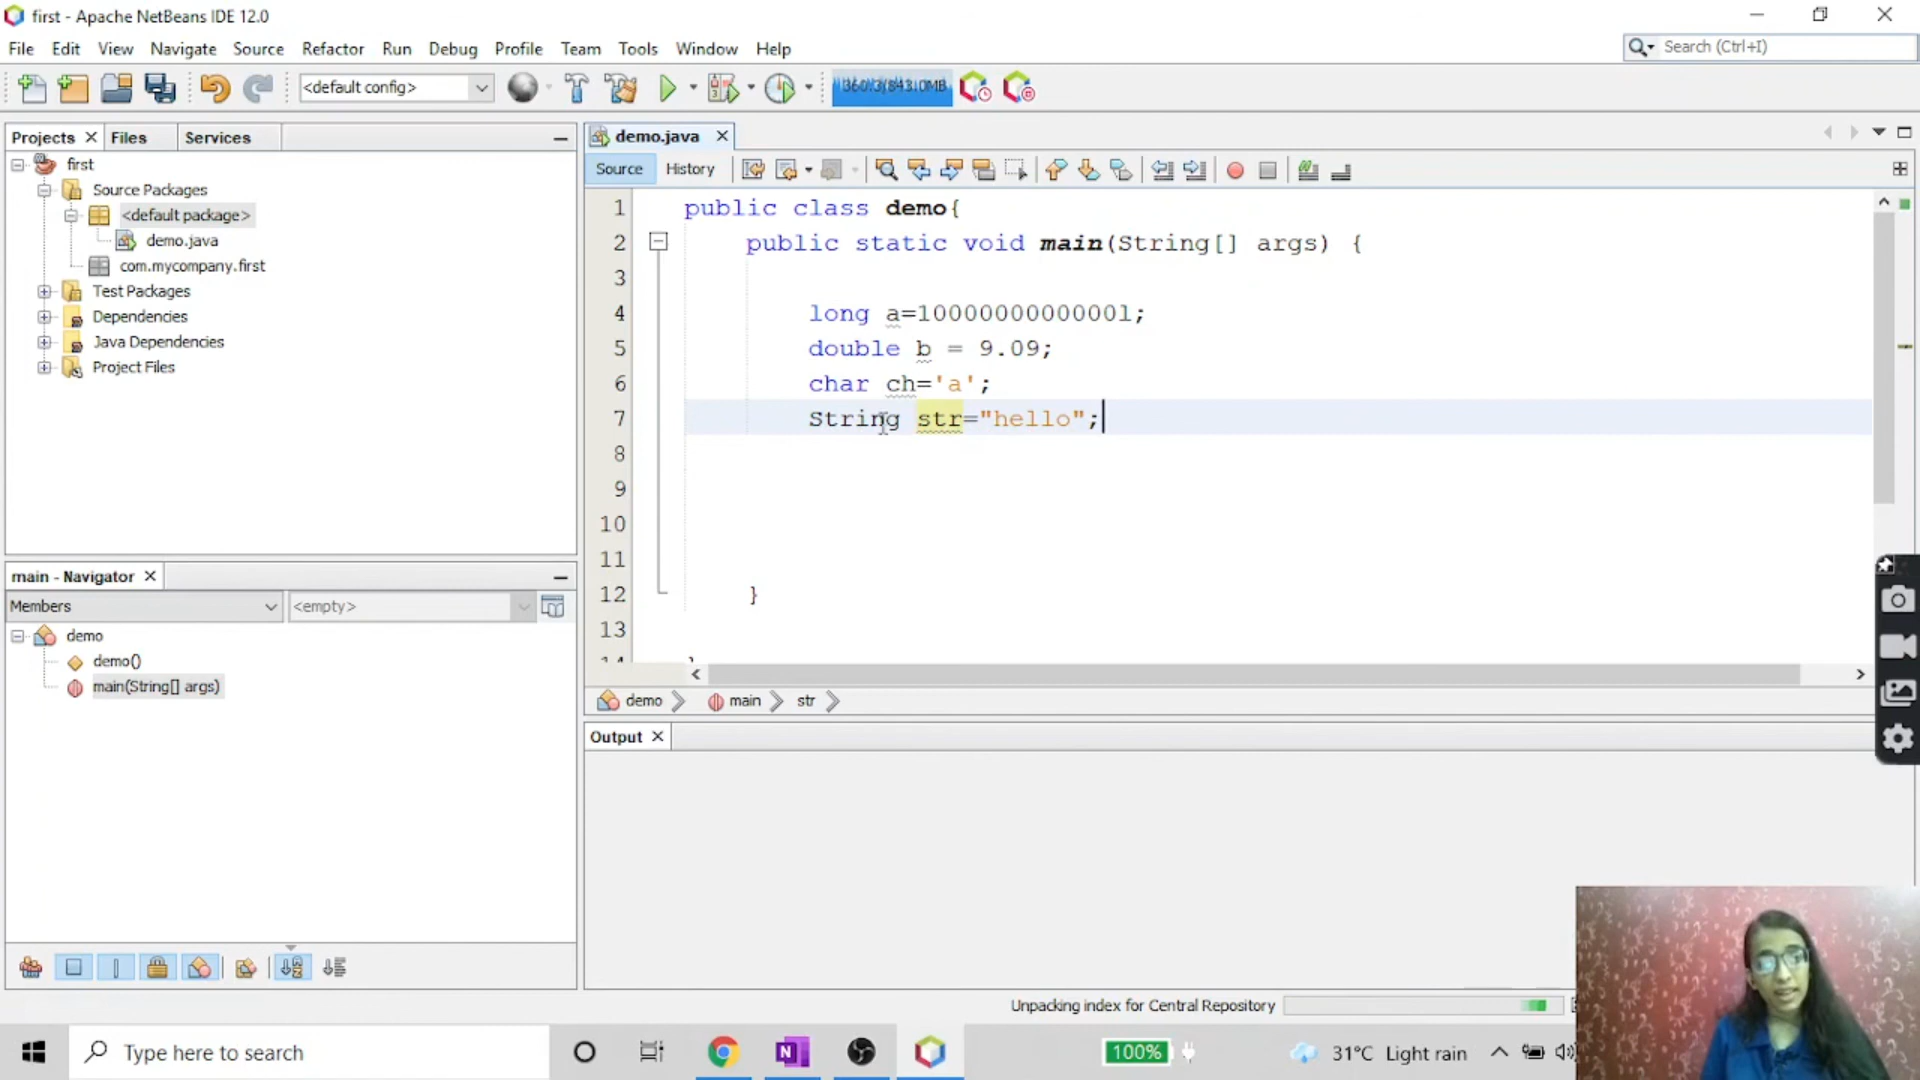 first - Apache NetBeans IDE 12.0
File Edit View Navigate Source Refactor Run Debug Profile Team Tools Window Help
Search (Ctrl+I)
<default config>
Projects Files Services
first
Source Packages
<default package>
demo.java
com.mycompany.first
Test Packages
Dependencies
Java Dependencies
Project Files
main - Navigator
Members <empty>
demo
demo()
main(String[] args)
demo.java
Source History
1 public class demo{
2 public static void main(String[] args) {
3
4 long a=1000000000000l;
5 double b = 9.09;
6 char ch='a';
7 String str="hello";
8
9
10
11
12 }
13
demo main str
Output
Unpacking index for Central Repository
Type here to search
N
100%
31°C Light rain